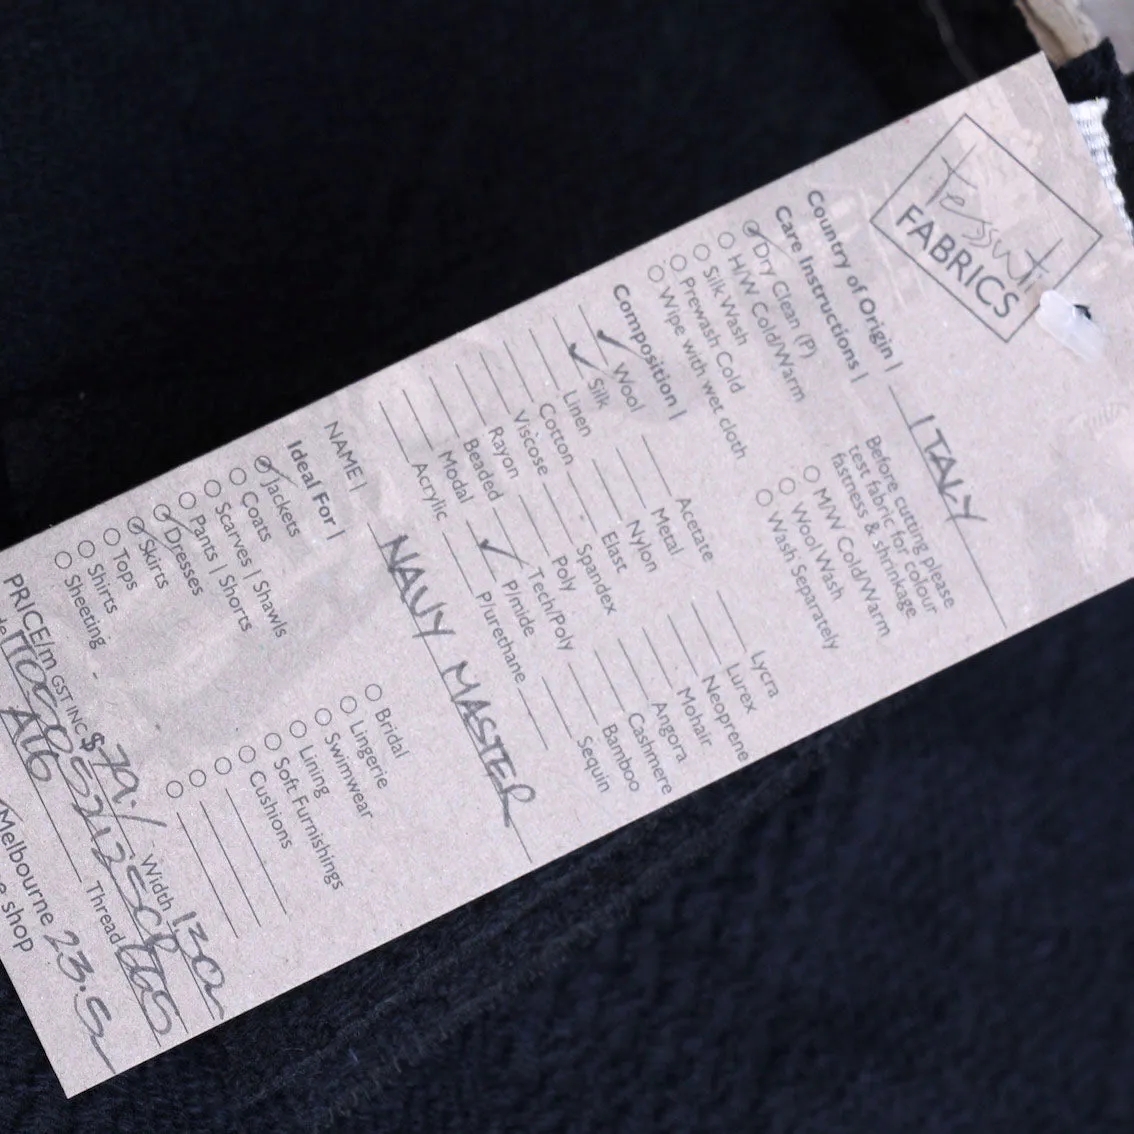 tessuti
FABRICS
Country of Origin | ITALY
Care Instructions |
Dry Clean (P)
H/W Cold/Warm
Silk Wash
Prewash Cold
Wipe with wet cloth
Before cutting please
test fabric for colour
fastness & shrinkage
M/W Cold/Warm
Wool Wash
Wash Separately
Composition |
Wool
Silk
Linen
Cotton
Viscose
Rayon
Beaded
Modal
Acrylic
Acetate
Metal
Nylon
Elast
Spandex
Poly
Tech/Poly
P/mide
P/urethane
Lycra
Lurex
Neoprene
Mohair
Angora
Cashmere
Bamboo
Sequin
NAME | NAVY MASTER
Ideal For |
Jackets
Coats
Scarves | Shawls
Pants | Shorts
Dresses
Skirts
Tops
Shirts
Sheeting
Bridal
Lingerie
Swimwear
Lining
Soft Furnishings
Cushions
PRICE/m GST INC $79./ Width 130
Thread
Melbourne 23.5
shop